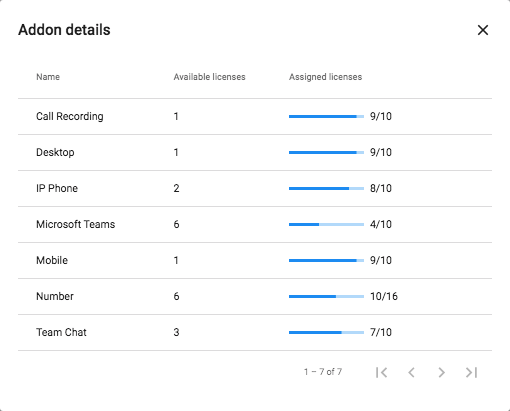 Addon details
Name Available licenses Assigned licenses
Call Recording 1 9/10
Desktop 1 9/10
IP Phone 2 8/10
Microsoft Teams 6 4/10
Mobile 1 9/10
Number 6 10/16
Team Chat 3 7/10
1 – 7 of 7